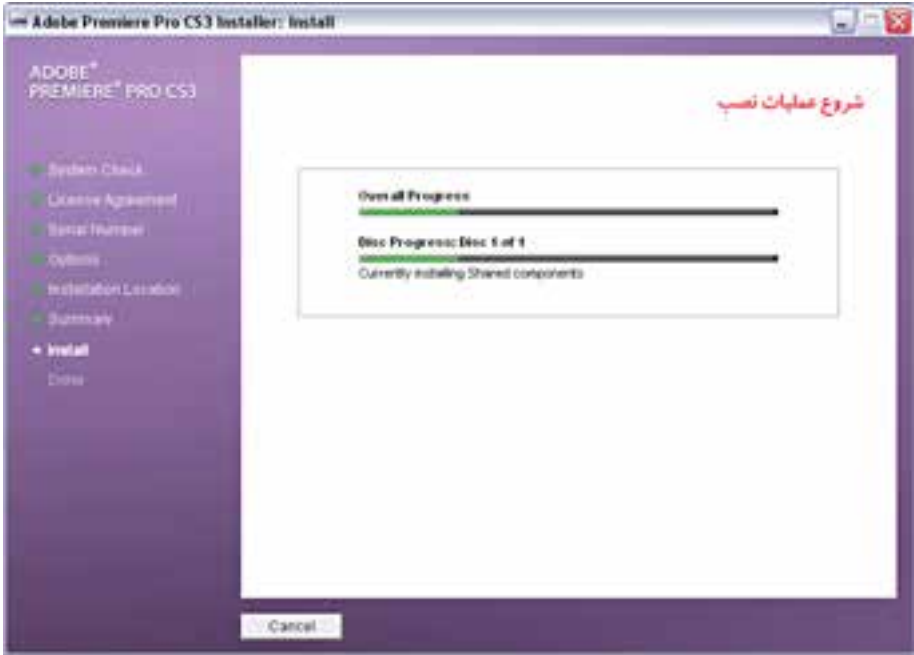 Adobe Premiere Pro CS3 Installer: Install
ADOBE®
PREMIERE® PRO CS3
شروع عملیات نصب
System Check
License Agreement
Serial Number
Options
Installation Location
Summary
Install
Done
Overall Progress
Disc Progress: Disc 1 of 1
Currently installing Shared components
Cancel